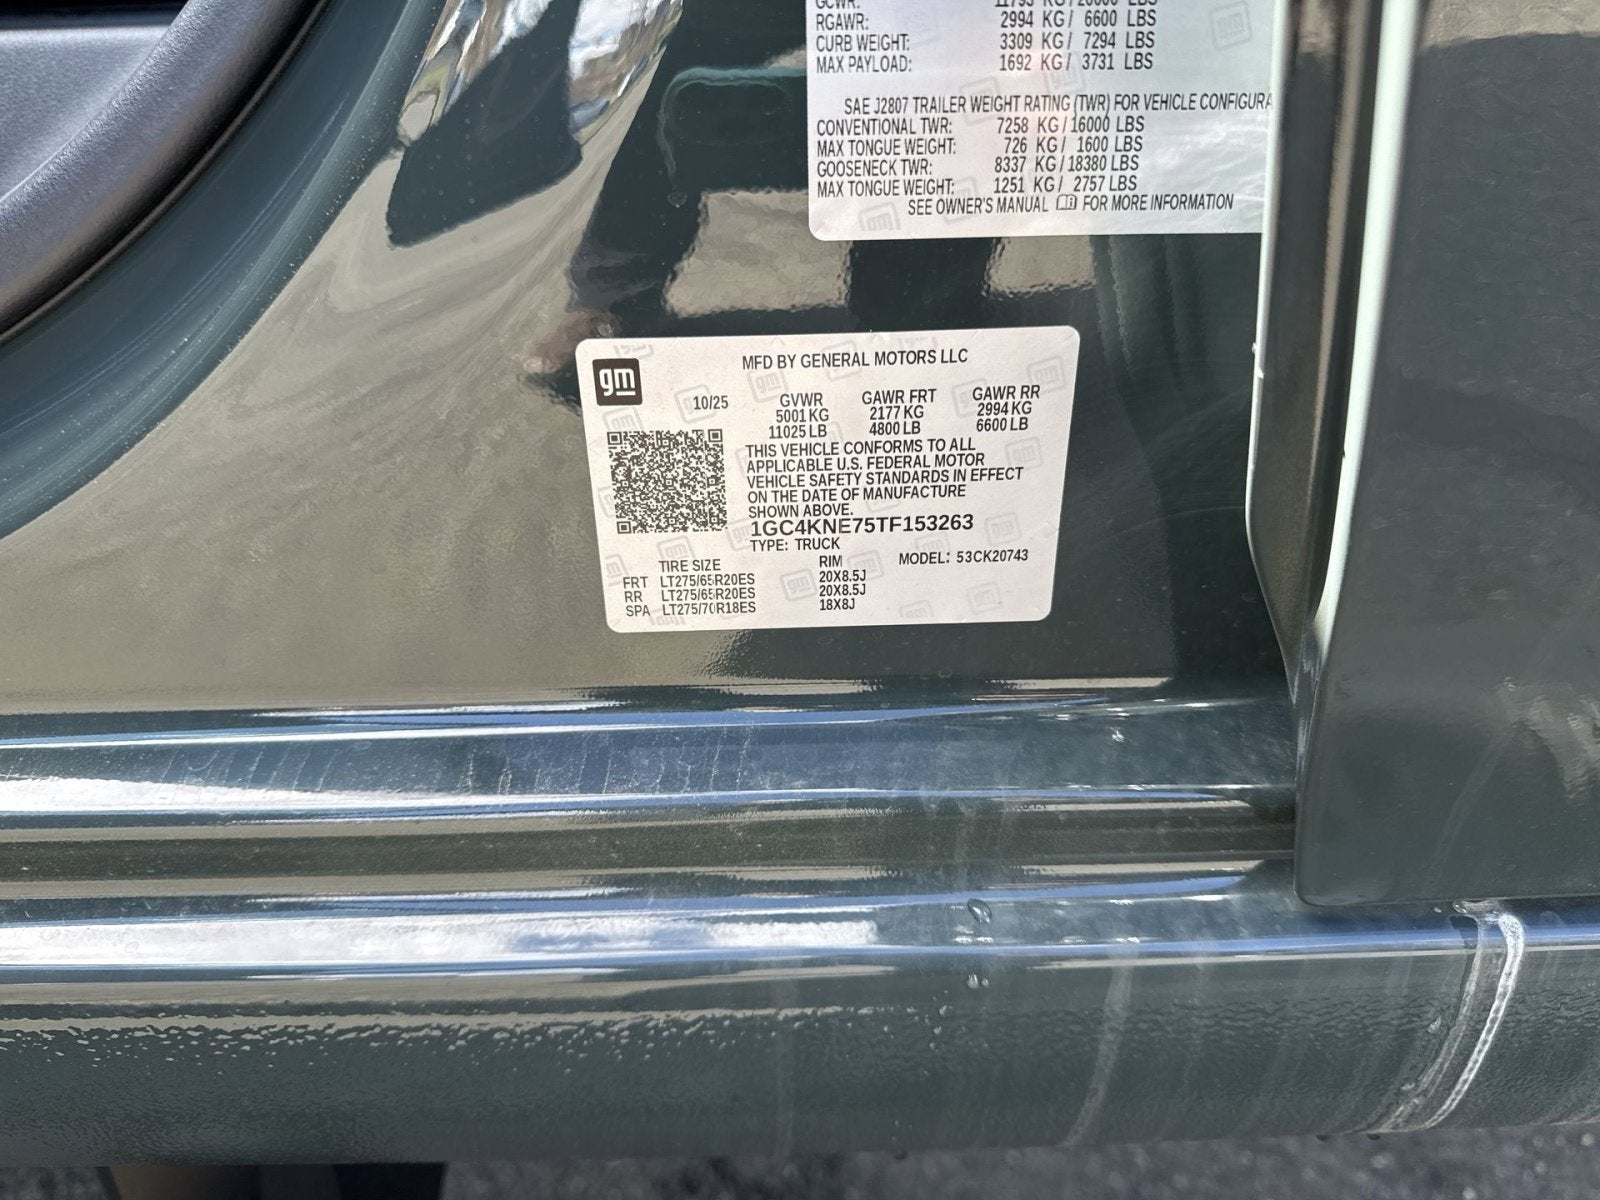 GCWR: 11793 KG/26000 LBS
RGAWR: 2994 KG/ 6600 LBS
CURB WEIGHT: 3309 KG/ 7294 LBS
MAX PAYLOAD: 1692 KG/ 3731 LBS
SAE J2807 TRAILER WEIGHT RATING (TWR) FOR VEHICLE CONFIGURA
CONVENTIONAL TWR: 7258 KG/16000 LBS
MAX TONGUE WEIGHT: 726 KG/ 1600 LBS
GOOSENECK TWR: 8337 KG/18380 LBS
MAX TONGUE WEIGHT: 1251 KG/ 2757 LBS
SEE OWNER'S MANUAL FOR MORE INFORMATION
gm
MFD BY GENERAL MOTORS LLC
10/25 GVWR GAWR FRT GAWR RR
5001 KG 2177 KG 2994 KG
11025 LB 4800 LB 6600 LB
THIS VEHICLE CONFORMS TO ALL
APPLICABLE U.S. FEDERAL MOTOR
VEHICLE SAFETY STANDARDS IN EFFECT
ON THE DATE OF MANUFACTURE
SHOWN ABOVE.
1GC4KNE75TF153263
TYPE: TRUCK
TIRE SIZE RIM MODEL: 53CK20743
FRT LT275/65R20ES 20X8.5J
RR LT275/65R20ES 20X8.5J
SPA LT275/70R18ES 18X8J